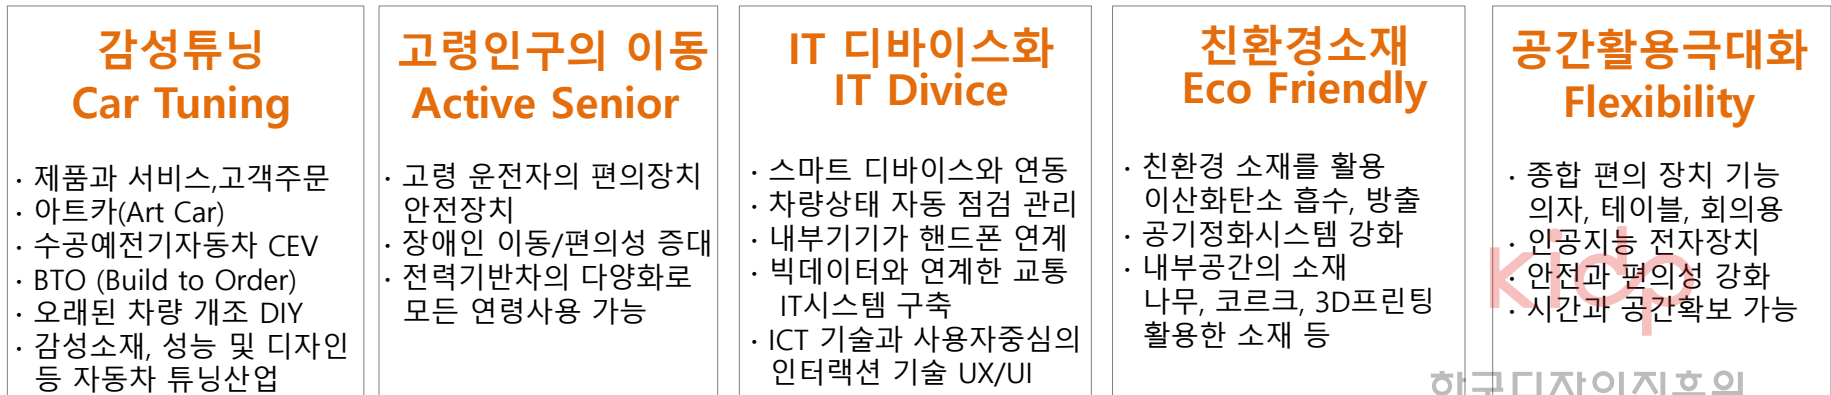 감성튜닝
Car Tuning
· 제품과 서비스,고객주문
· 아트카(Art Car)
· 수공예전기자동차 CEV
· BTO (Build to Order)
· 오래된 차량 개조 DIY
· 감성소재, 성능 및 디자인
등 자동차 튜닝산업
고령인구의 이동
Active Senior
· 고령 운전자의 편의장치
안전장치
· 장애인 이동/편의성 증대
· 전력기반차의 다양화로
모든 연령사용 가능
IT 디바이스화
IT Divice
· 스마트 디바이스와 연동
· 차량상태 자동 점검 관리
· 내부기기가 핸드폰 연계
· 빅데이터와 연계한 교통
IT시스템 구축
· ICT 기술과 사용자중심의
인터랙션 기술 UX/UI
친환경소재
Eco Friendly
· 친환경 소재를 활용
이산화탄소 흡수, 방출
· 공기정화시스템 강화
· 내부공간의 소재
나무, 코르크, 3D프린팅
활용한 소재 등
공간활용극대화
Flexibility
· 종합 편의 장치 기능
의자, 테이블, 회의용
· 인공지능 전자장치
· 안전과 편의성 강화
· 시간과 공간확보 가능
kidp
한국디자인진흥원